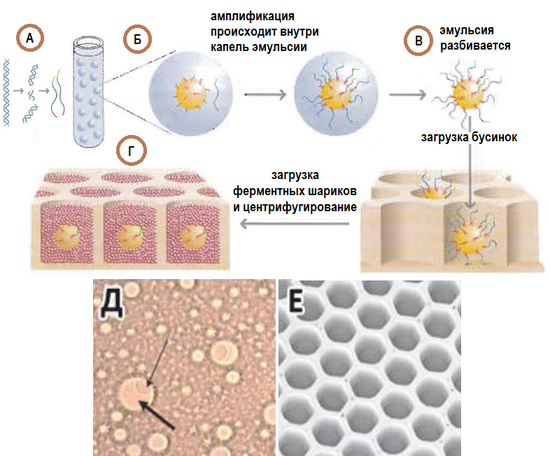 А
Б
амплификация
происходит внутри
капель эмульсии
В
эмульсия
разбивается
загрузка бусинок
Г
загрузка
ферментных шариков
и центрифугирование
Д
Е